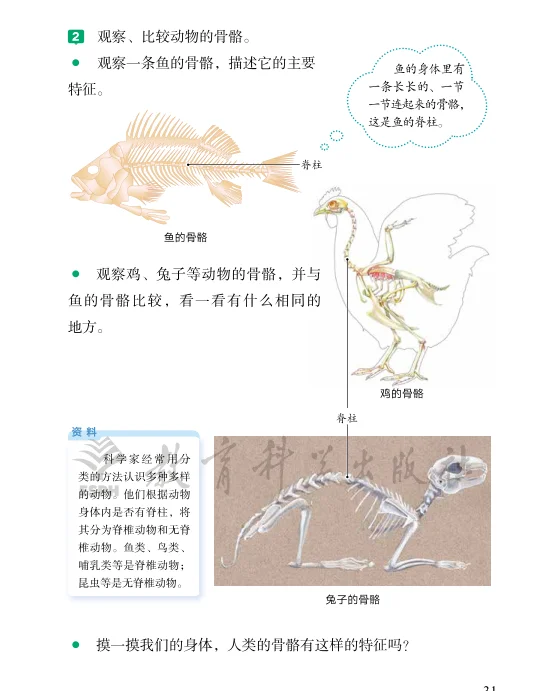 2 观察、比较动物的骨骼。
● 观察一条鱼的骨骼，描述它的主要
特征。
鱼的身体里有
一条长长的、一节
一节连起来的骨骼，
这是鱼的脊柱。
脊柱
鱼的骨骼
● 观察鸡、兔子等动物的骨骼，并与
鱼的骨骼比较，看一看有什么相同的
地方。
鸡的骨骼
脊柱
资料
科学家经常用分
类的方法认识多种多样
的动物。他们根据动物
身体内是否有脊柱，将
其分为脊椎动物和无脊
椎动物。鱼类、鸟类、
哺乳类等是脊椎动物；
昆虫等是无脊椎动物。
教育科学出版社
ESPH
兔子的骨骼
● 摸一摸我们的身体，人类的骨骼有这样的特征吗？
31